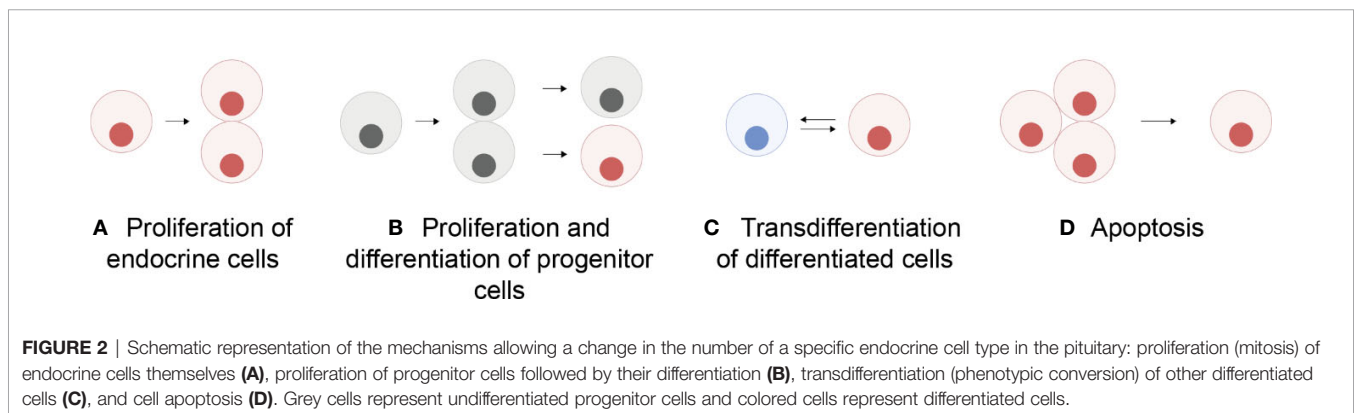 A Proliferation of
endocrine cells
B Proliferation and
differentiation of progenitor
cells
C Transdifferentiation
of differentiated cells
D Apoptosis
FIGURE 2 | Schematic representation of the mechanisms allowing a change in the number of a specific endocrine cell type in the pituitary: proliferation (mitosis) of
endocrine cells themselves (A), proliferation of progenitor cells followed by their differentiation (B), transdifferentiation (phenotypic conversion) of other differentiated
cells (C), and cell apoptosis (D). Grey cells represent undifferentiated progenitor cells and colored cells represent differentiated cells.